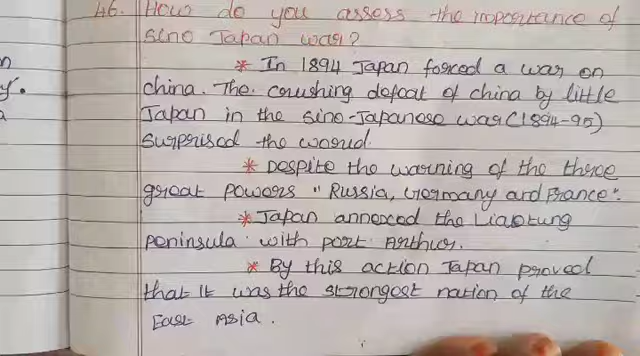 46. How do you assess the importance of
Sino Japan war?
* In 1894 Japan forced a war on
china. The crushing defeat of china by little
Japan in the sino-Japanese war (1894-95)
surprised the world.
* Despite the warning of the three
great powers "Russia, Germany and France".
* Japan annexed the Liaotung
peninsula with port Arthur.
* By this action Japan proved
that it was the strongest nation of the
East Asia.